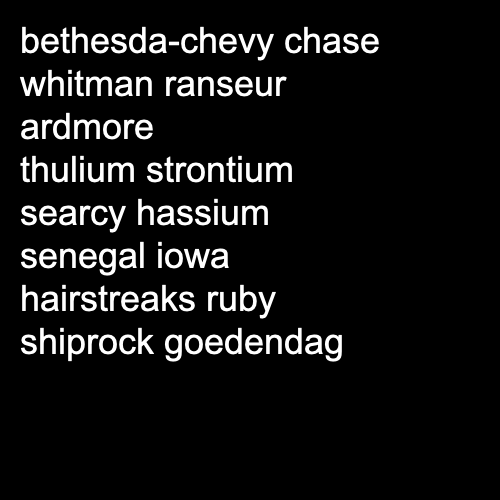 bethesda-chevy chase
whitman ranseur
ardmore
thulium strontium
searcy hassium
senegal iowa
hairstreaks ruby
shiprock goedendag